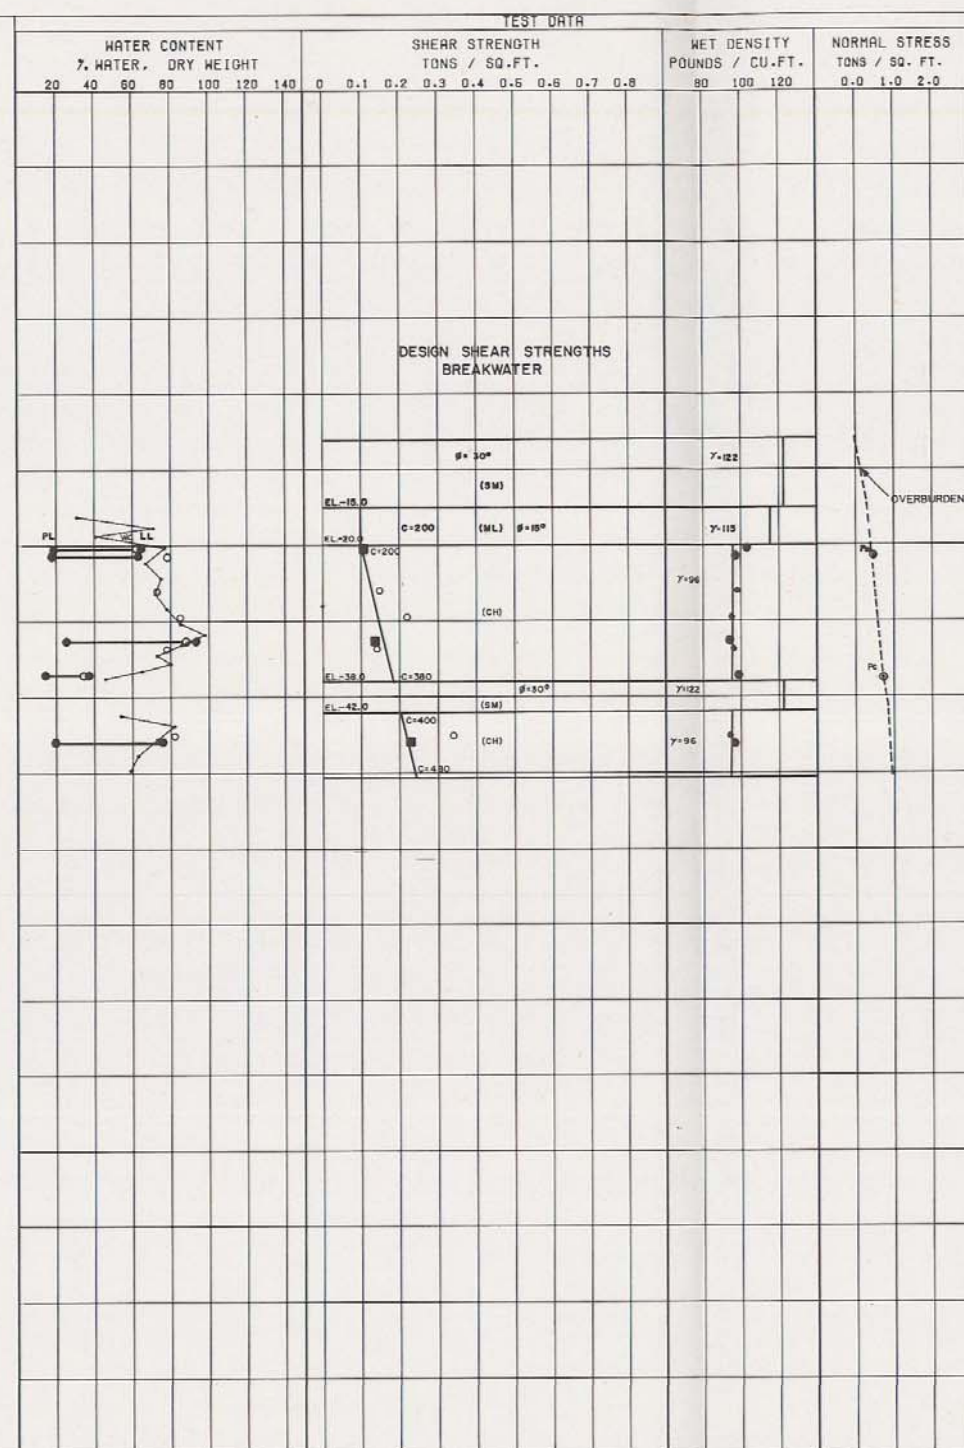 TEST DATA
WATER CONTENT
%. WATER, DRY WEIGHT
20 40 60 80 100 120 140
SHEAR STRENGTH
TONS / SQ.FT.
0 0.1 0.2 0.3 0.4 0.5 0.6 0.7 0.8
WET DENSITY
POUNDS / CU.FT.
80 100 120
NORMAL STRESS
TONS / SQ. FT.
0.0 1.0 2.0
DESIGN SHEAR STRENGTHS
BREAKWATER
Ø= 30°
γ=122
(SM)
EL.-15.0
OVERBURDEN
C=200 (ML) Ø=15°
γ=115
PL WC LL
EL.-20.0
C=200
γ=96
(CH)
EL.-38.0
C=380
Pc
Ø=30°
γ=122
EL.-42.0
(SM)
C=400
(CH)
γ=96